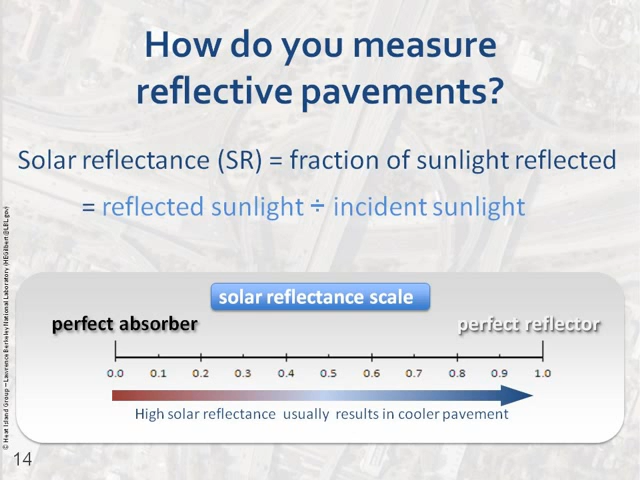 How do you measure
reflective pavements?
Solar reflectance (SR) = fraction of sunlight reflected
= reflected sunlight ÷ incident sunlight
solar reflectance scale
perfect absorber perfect reflector
0.0 0.1 0.2 0.3 0.4 0.5 0.6 0.7 0.8 0.9 1.0
High solar reflectance usually results in cooler pavement
© Heat Island Group – Lawrence Berkeley National Laboratory (HEGilbert@LBL.gov)
14